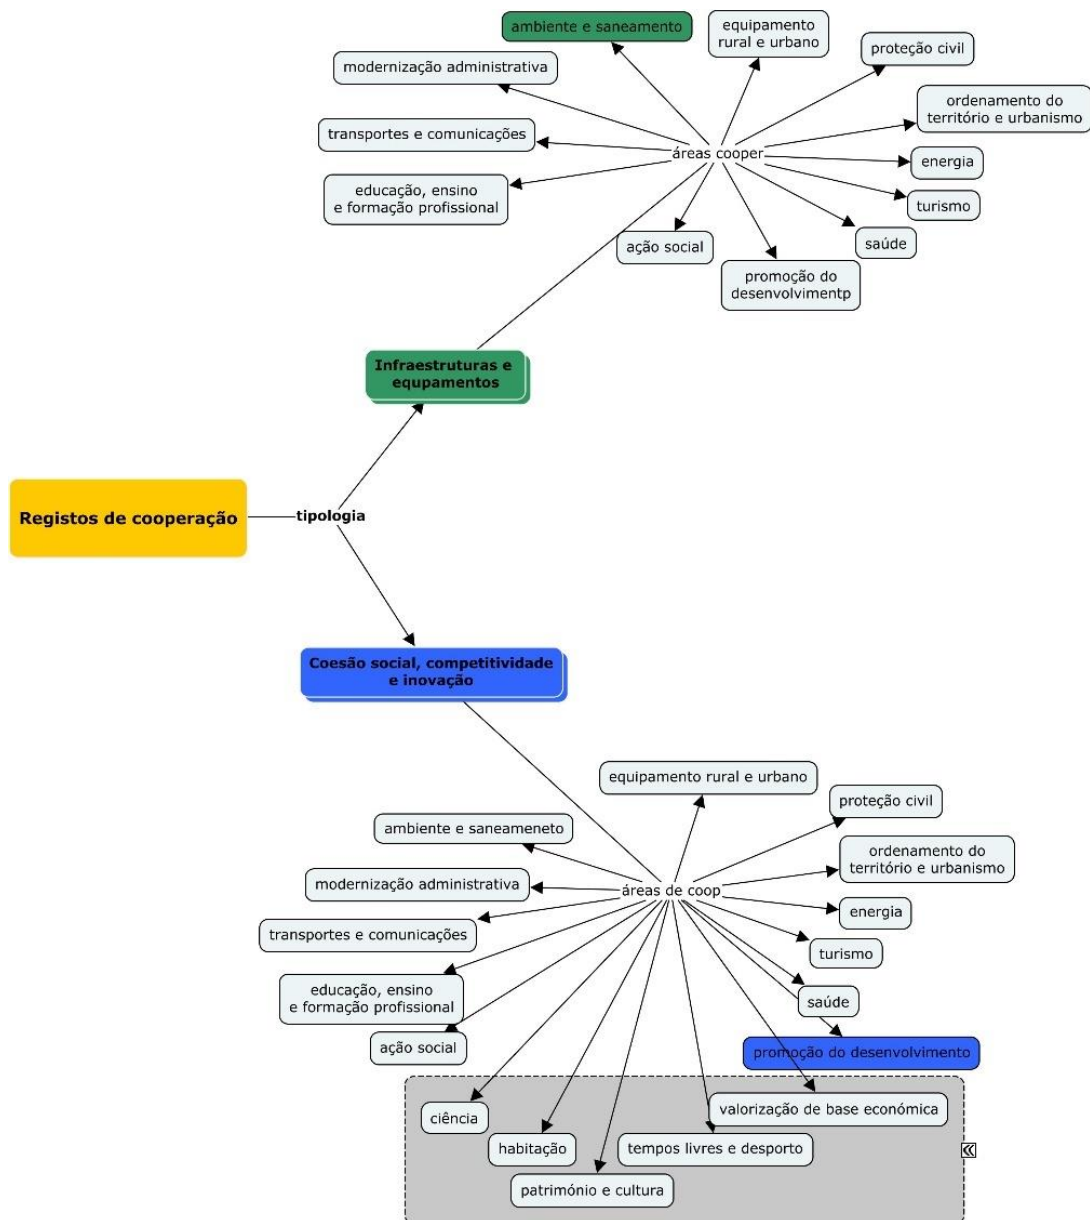 ambiente e saneamento
equipamento
rural e urbano
proteção civil
modernização administrativa
ordenamento do
território e urbanismo
transportes e comunicações
áreas cooper
energia
educação, ensino
e formação profissional
turismo
ação social
saúde
promoção do
desenvolvimentp
Infraestruturas e
equpamentos
Registos de cooperação
tipologia
Coesão social, competitividade
e inovação
equipamento rural e urbano
proteção civil
ambiente e saneameneto
ordenamento do
território e urbanismo
modernização administrativa
áreas de coop
energia
transportes e comunicações
turismo
educação, ensino
e formação profissional
saúde
ação social
promoção do desenvolvimento
ciência
valorização de base económica
habitação
tempos livres e desporto
património e cultura